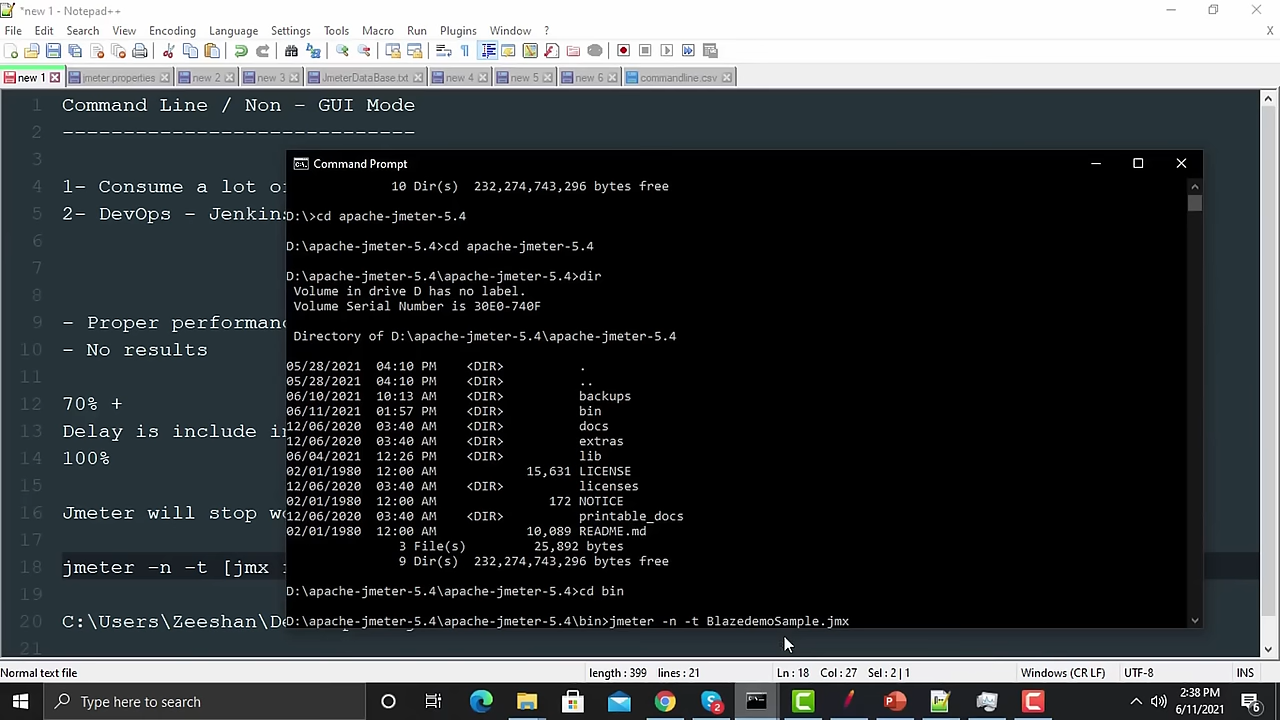 *new 1 - Notepad++
File Edit Search View Encoding Language Settings Tools Macro Run Plugins Window ? X
new 1 jmeter properties new 2 new 3 JmeterDataBase.txt new 4 new 5 new 6 commandline.csv
1 Command Line / Non - GUI Mode
2 -----------------------------
3
4 1- Consume a lot o
5 2- DevOps - Jenkins
6
7
8
9 - Proper performanc
10 - No results
11
12 70% +
13 Delay is include i
14 100%
15
16 Jmeter will stop w
17
18 jmeter -n -t [jmx
19
20 C:\Users\Zeeshan\De
21
Command Prompt
10 Dir(s) 232,274,743,296 bytes free
D:\>cd apache-jmeter-5.4
D:\apache-jmeter-5.4>cd apache-jmeter-5.4
D:\apache-jmeter-5.4\apache-jmeter-5.4>dir
Volume in drive D has no label.
Volume Serial Number is 30E0-740F
Directory of D:\apache-jmeter-5.4\apache-jmeter-5.4
05/28/2021 04:10 PM <DIR> .
05/28/2021 04:10 PM <DIR> ..
06/10/2021 10:13 AM <DIR> backups
06/11/2021 01:57 PM <DIR> bin
12/06/2020 03:40 AM <DIR> docs
12/06/2020 03:40 AM <DIR> extras
06/04/2021 12:26 PM <DIR> lib
02/01/1980 12:00 AM 15,631 LICENSE
12/06/2020 03:40 AM <DIR> licenses
02/01/1980 12:00 AM 172 NOTICE
12/06/2020 03:40 AM <DIR> printable_docs
02/01/1980 12:00 AM 10,089 README.md
3 File(s) 25,892 bytes
9 Dir(s) 232,274,743,296 bytes free
D:\apache-jmeter-5.4\apache-jmeter-5.4>cd bin
D:\apache-jmeter-5.4\apache-jmeter-5.4\bin>jmeter -n -t BlazedemoSample.jmx
Normal text file length : 399 lines : 21 Ln : 18 Col : 27 Sel : 2 | 1 Windows (CR LF) UTF-8 INS
Type here to search 2:38 PM
6/11/2021